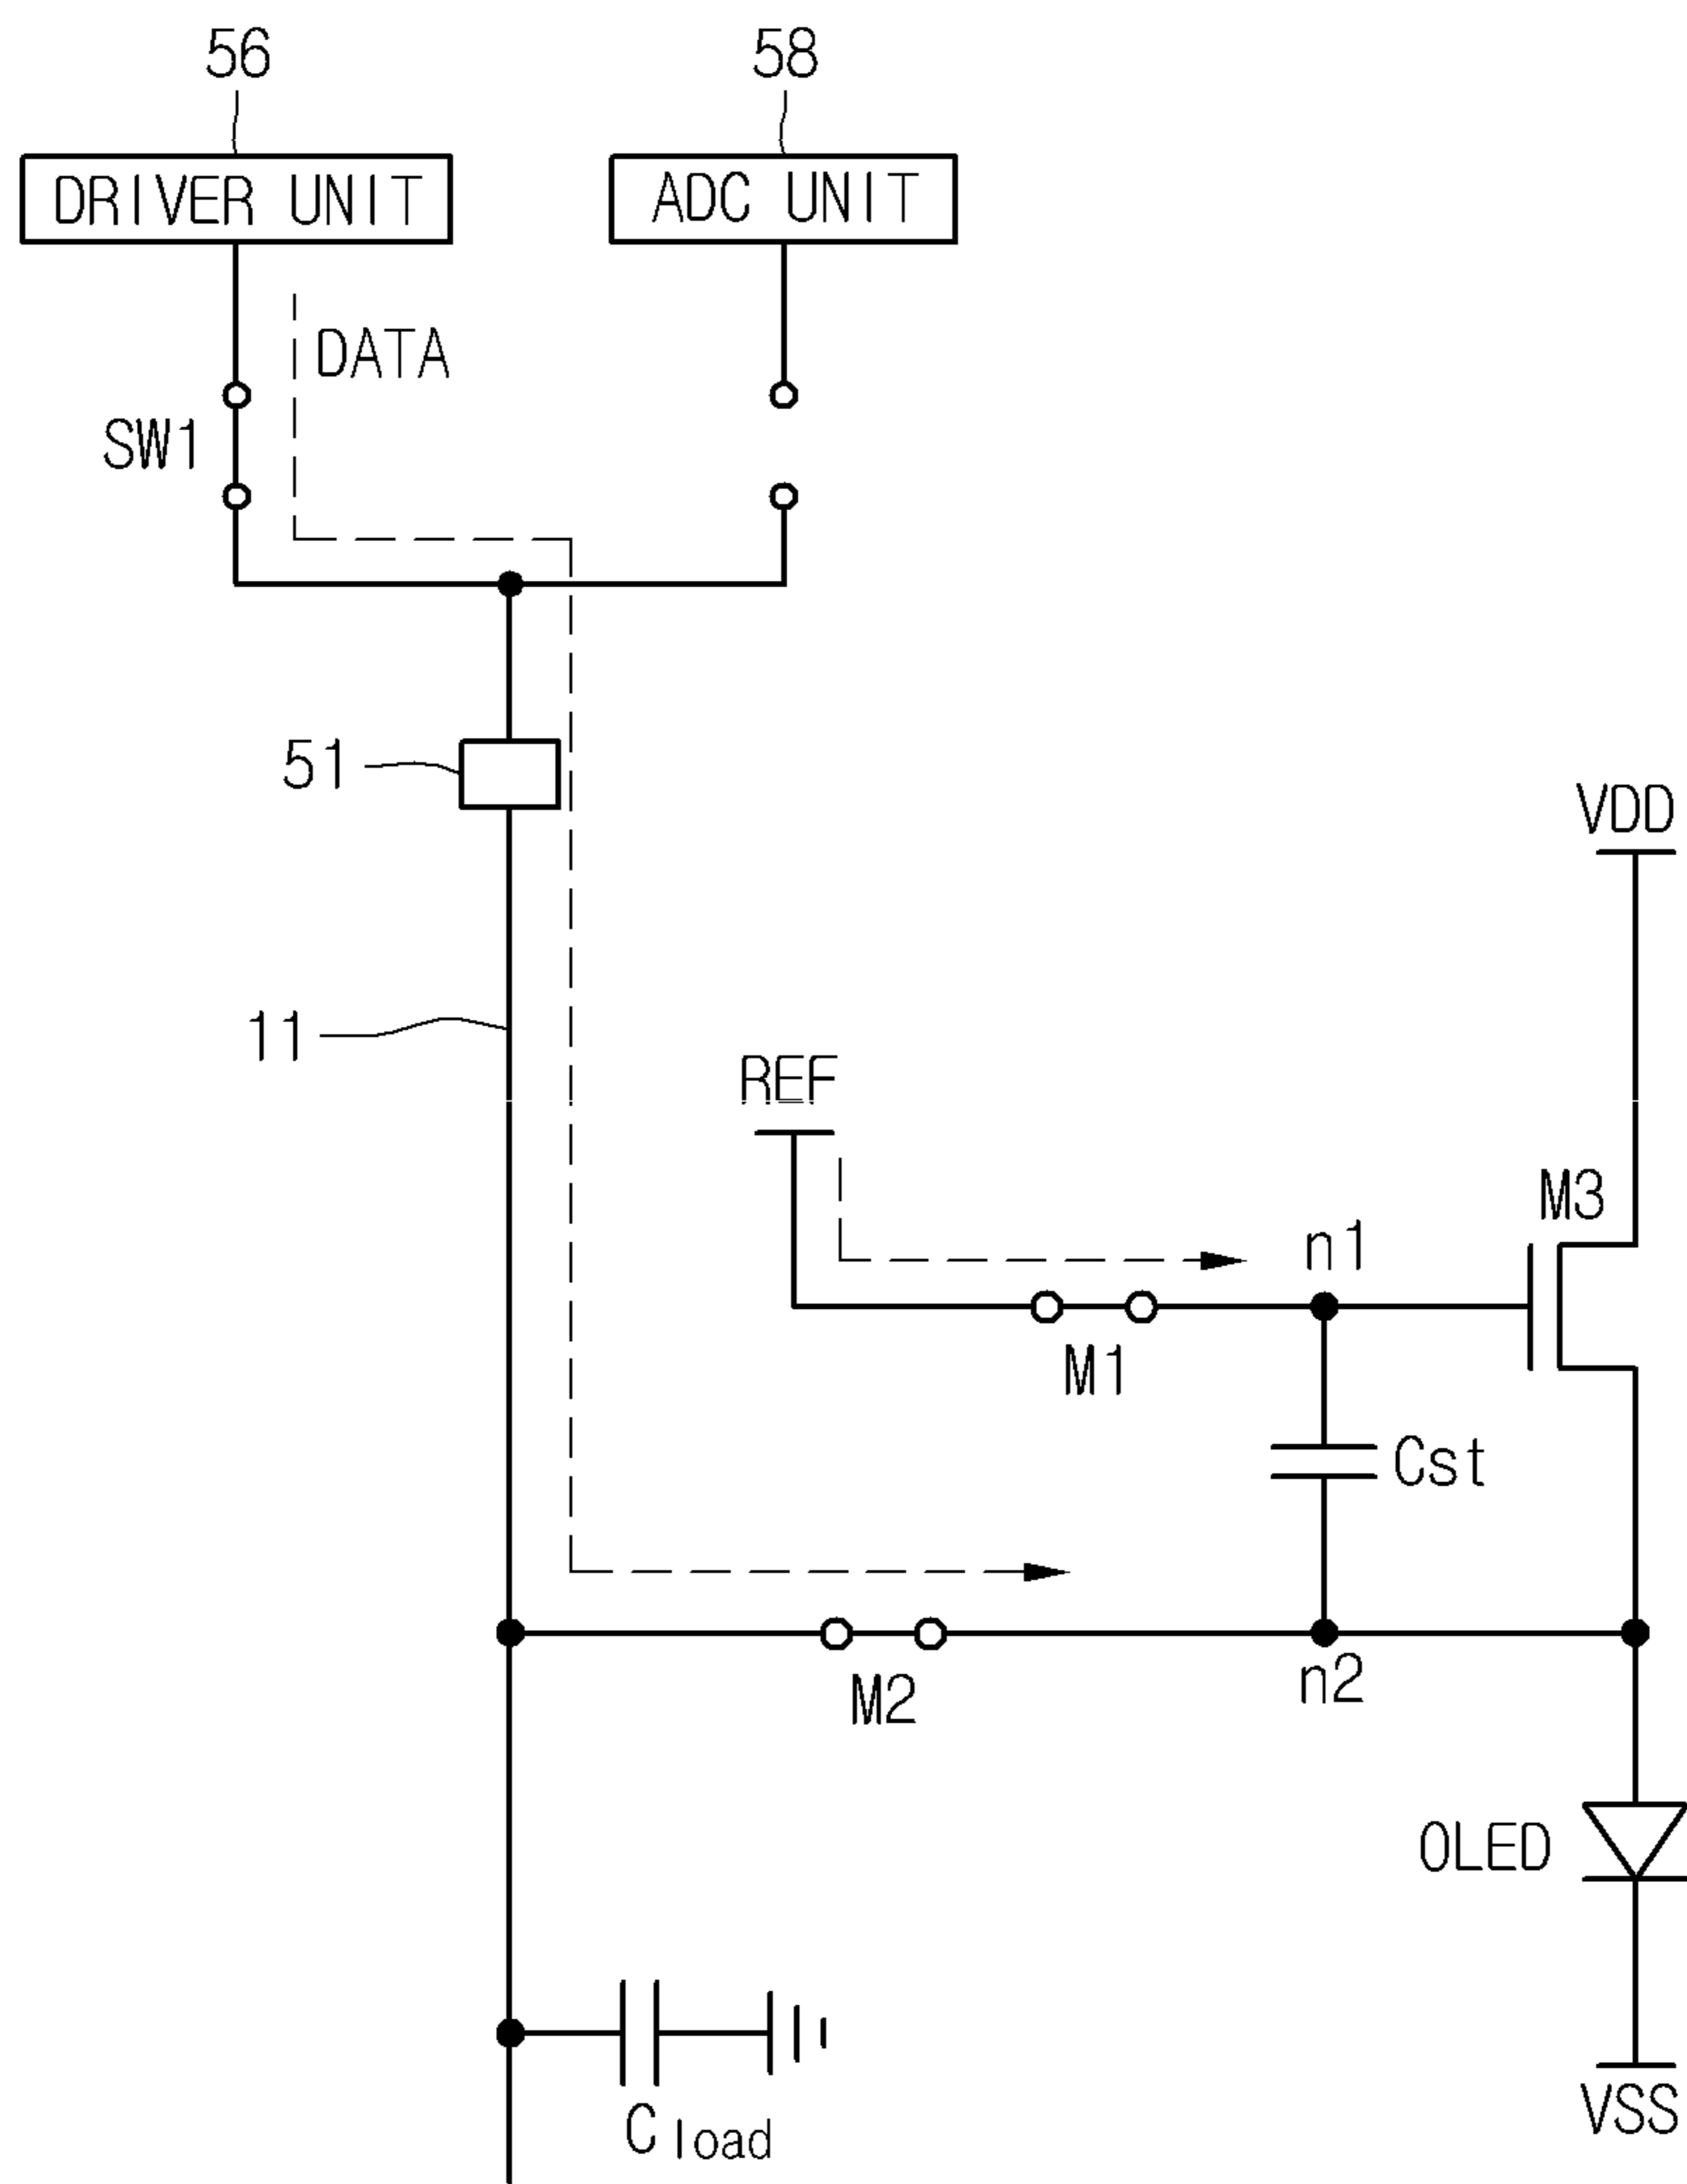 56
58
DRIVER UNIT
ADC UNIT
DATA
SW1
51
VDD
11
REF
M3
n1
M1
Cst
n2
M2
OLED
Cload
VSS